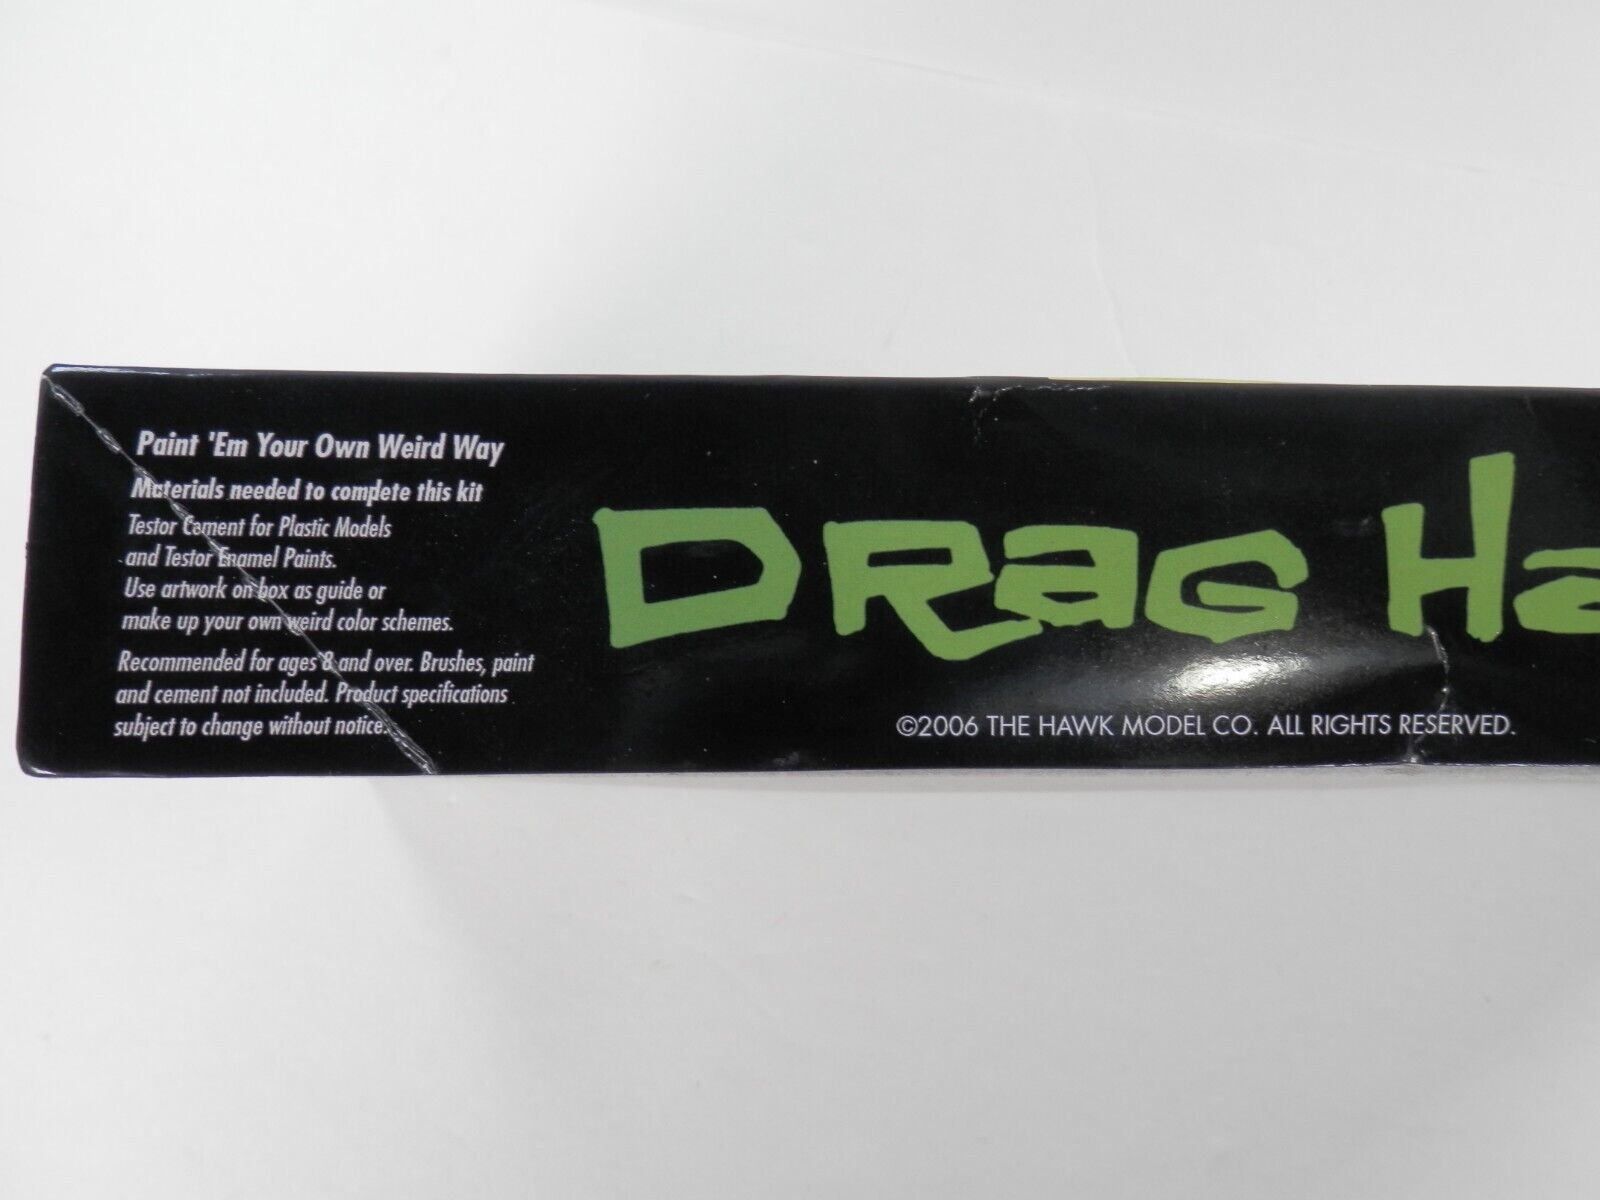 Paint 'Em Your Own Weird Way
Materials needed to complete this kit
Testor Cement for Plastic Models
and Testor Enamel Paints.
Use artwork on box as guide or
make up your own weird color schemes.
Recommended for ages 8 and over. Brushes, paint
and cement not included. Product specifications
subject to change without notice.
DRAG Ha
©2006 THE HAWK MODEL CO. ALL RIGHTS RESERVED.